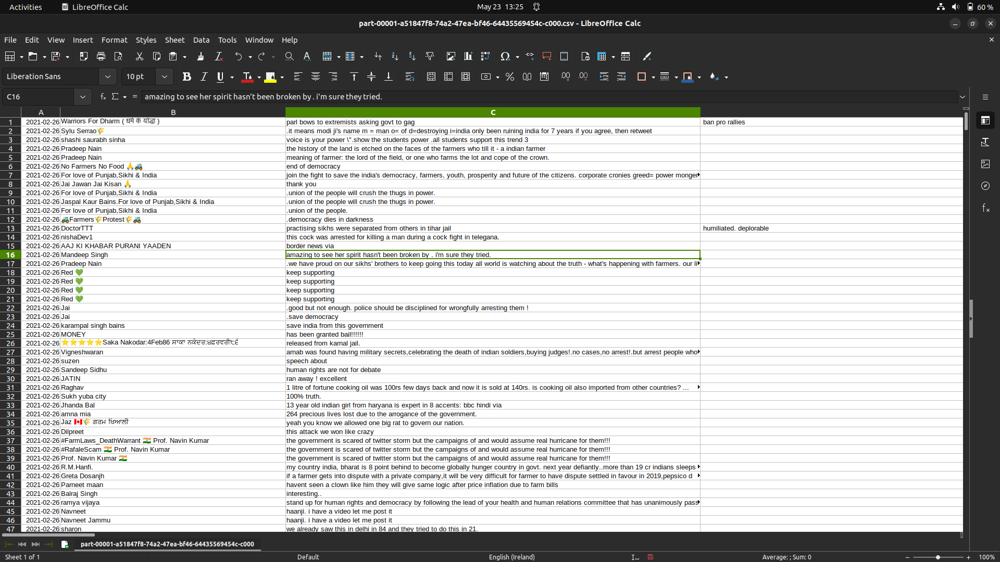 Activities LibreOffice Calc May 23 13:25 60 %
part-00001-a51847f8-74a2-47ea-bf46-64435569454c-c000.csv - LibreOffice Calc
File Edit View Insert Format Styles Sheet Data Tools Window Help
Liberation Sans 10 pt
C16 amazing to see her spirit hasn't been broken by . i'm sure they tried.
A B C
1 2021-02-26 Warriors For Dharm ( धर्म के योद्धा ) parl bows to extremists asking govt to gag ban pro rallies
2 2021-02-26 Sylu Serrao🌾 .it means modi ji's name m = man o= of d=destroying i=india only been ruining india for 7 years if you agree, then retweet
3 2021-02-26 shashi saurabh sinha voice is your power \".show the students power .all students support this trend 3
4 2021-02-26 Pradeep Nain the history of the land is etched on the faces of the farmers who till it - a indian farmer
5 2021-02-26 Pradeep Nain meaning of farmer: the lord of the field, or one who farms the lot and cope of the crown.
6 2021-02-26 No Farmers No Food 🙏🚜 end of democracy
7 2021-02-26 For love of Punjab,Sikhi & India join the fight to save the india's democracy, farmers, youth, prosperity and future of the citizens. corporate cronies greed= power monger
8 2021-02-26 Jai Jawan Jai Kisan 🙏 thank you
9 2021-02-26 For love of Punjab,Sikhi & India .union of the people will crush the thugs in power.
10 2021-02-26 Jaspal Kaur Bains.For love of Punjab,Sikhi & India .union of the people will crush the thugs in power.
11 2021-02-26 For love of Punjab,Sikhi & India .union of the people.
12 2021-02-26 🚜Farmers🌾Protest🌾🚜 .democracy dies in darkness
13 2021-02-26 DoctorTTT practising sikhs were separated from others in tihar jail humiliated. deplorable
14 2021-02-26 nishaDev1 this cock was arrested for killing a man during a cock fight in telegana.
15 2021-02-26 AAJ KI KHABAR PURANI YAADEN border news via
16 2021-02-26 Mandeep Singh amazing to see her spirit hasn't been broken by . i'm sure they tried.
17 2021-02-26 Pradeep Nain .we have proud on our sikhs' brothers to keep going this today all world is watching about the truth - what's happening with farmers. our li
18 2021-02-26 Red 💚 keep supporting
19 2021-02-26 Red 💚 keep supporting
20 2021-02-26 Red 💚 keep supporting
21 2021-02-26 Red 💚 keep supporting
22 2021-02-26 Jai .good but not enough. police should be disciplined for wrongfully arresting them !
23 2021-02-26 Jai .save democracy
24 2021-02-26 karampal singh bains save india from this government
25 2021-02-26 MONEY has been granted bail!!!!!!
26 2021-02-26 ⭐⭐⭐⭐⭐Saka Nakodar:4Feb86 ਸਾਕਾ ਨਕੋਦਰ:੪ਫ਼ਰਵਰੀ੮੬ released from karnal jail.
27 2021-02-26 Vigneshwaran arnab was found having military secrets,celebrating the death of indian soldiers,buying judges!.no cases,no arrest!.but arrest people who
28 2021-02-26 suzen speech about
29 2021-02-26 Sandeep Sidhu human rights are not for debate
30 2021-02-26 JATIN ran away ! excellent
31 2021-02-26 Raghav 1 litre of fortune cooking oil was 100rs few days back and now it is sold at 140rs. is cooking oil also imported from other countries? ...
32 2021-02-26 Sukh yuba city 100% truth.
33 2021-02-26 Jhanda Bal 13 year old indian girl from haryana is expert in 8 accents: bbc hindi via
34 2021-02-26 amna mia 264 precious lives lost due to the arrogance of the government.
35 2021-02-26 Jaz 🇨🇦🌾 ਗਰਮ ਖਿਆਲੀ yeah you know we allowed one big rat to govern our nation.
36 2021-02-26 Dilpreet this attack we won like crazy
37 2021-02-26 #FarmLaws_DeathWarrant 🇮🇳 Prof. Navin Kumar the government is scared of twitter storm but the campaigns of and would assume real hurricane for them!!!
38 2021-02-26 #RafaleScam 🇮🇳 Prof. Navin Kumar the government is scared of twitter storm but the campaigns of and would assume real hurricane for them!!!
39 2021-02-26 Prof. Navin Kumar 🇮🇳 the government is scared of twitter storm but the campaigns of and would assume real hurricane for them!!!
40 2021-02-26 R.M.Hanfi. my country india, bharat is 8 point behind to become globally hunger country in govt. next year defiantly..more than 19 cr indians sleeps
41 2021-02-26 Greta Dosanjh if a farmer gets into dispute with a private company,it will be very difficult for farmer to have dispute settled in favour in 2019,pepsico d
42 2021-02-26 Parneet maan havent seen a clown like him they will give same logic after price inflation due to farm bills
43 2021-02-26 Balraj Singh interesting..
44 2021-02-26 ramya vijaya stand up for human rights and democracy by following the lead of your health and human relations committee that has unanimously pass
45 2021-02-26 Navneet haanji. i have a video let me post it
46 2021-02-26 Navneet Jammu haanji. i have a video let me post it
47 2021-02-26 sharon we already saw this in delhi in 84 and they tried to do this in 21.
part-00001-a51847f8-74a2-47ea-bf46-64435569454c-c000
Sheet 1 of 1 Default English (Ireland) Average: ; Sum: 0 100%